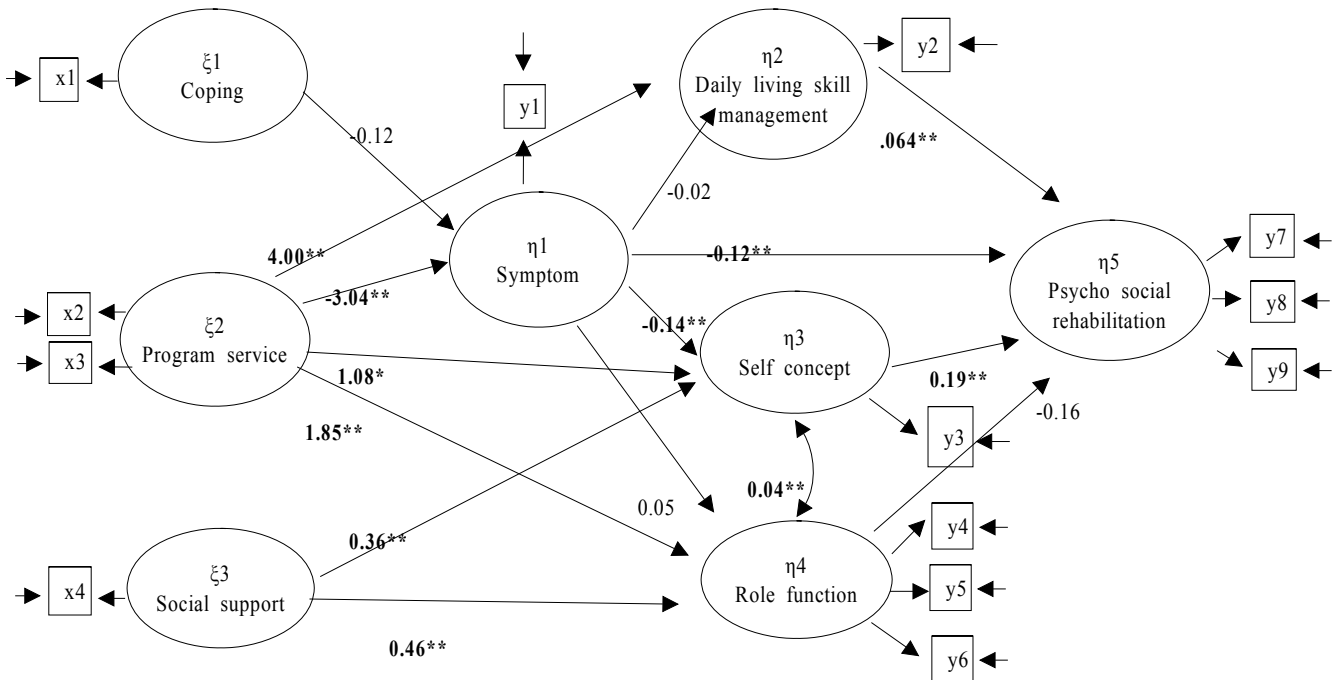 ξ1
Coping
x1
y1
η2
Daily living skill
management
y2
-0.12
.064**
-0.02
4.00**
η1
Symptom
-0.12**
-3.04**
η5
Psycho social
rehabilitation
y7
y8
y9
x2
x3
ξ2
Program service
-0.14**
η3
Self concept
1.08*
0.19**
-0.16
1.85**
y3
0.04**
0.05
0.36**
x4
ξ3
Social support
η4
Role function
y4
y5
y6
0.46**